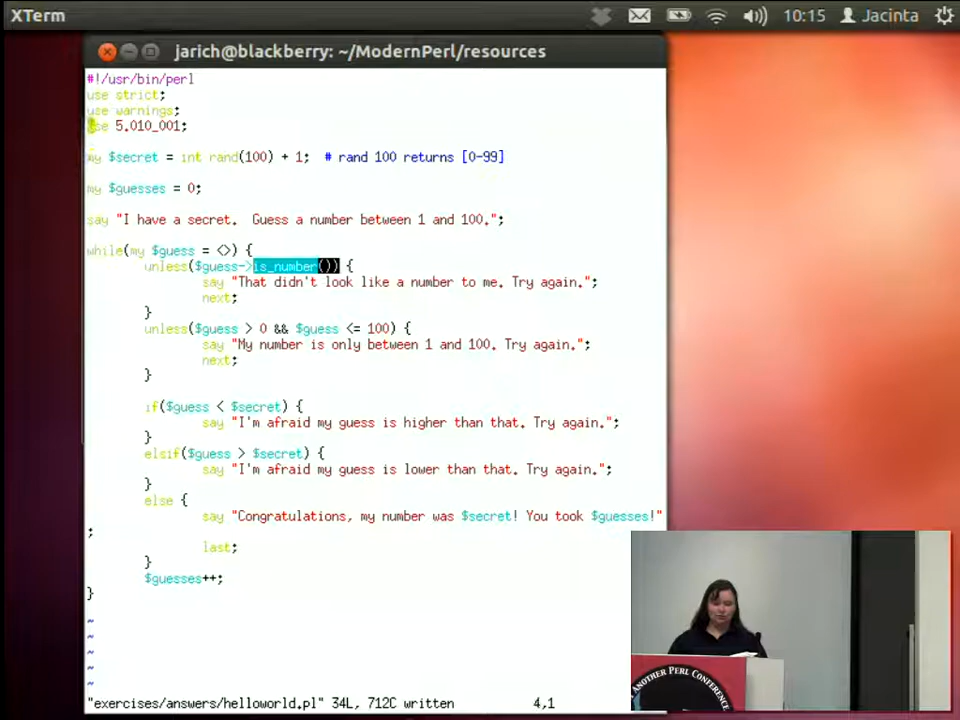 XTerm
10:15 Jacinta
jarich@blackberry: ~/ModernPerl/resources
#!/usr/bin/perl
use strict;
use warnings;
use 5.010_001;
my $secret = int rand(100) + 1;  # rand 100 returns [0-99]
my $guesses = 0;
say "I have a secret.  Guess a number between 1 and 100.";
while(my $guess = <>) {
unless($guess->is_number()) {
say "That didn't look like a number to me. Try again.";
next;
}
unless($guess > 0 && $guess <= 100) {
say "My number is only between 1 and 100. Try again.";
next;
}
if($guess < $secret) {
say "I'm afraid my guess is higher than that. Try again.";
}
elsif($guess > $secret) {
say "I'm afraid my guess is lower than that. Try again.";
}
else {
say "Congratulations, my number was $secret! You took $guesses!"
;
last;
}
$guesses++;
}
~
~
~
~
~
"exercises/answers/helloworld.pl" 34L, 712C written 4,1
ANOTHER PERL CONFERENCE